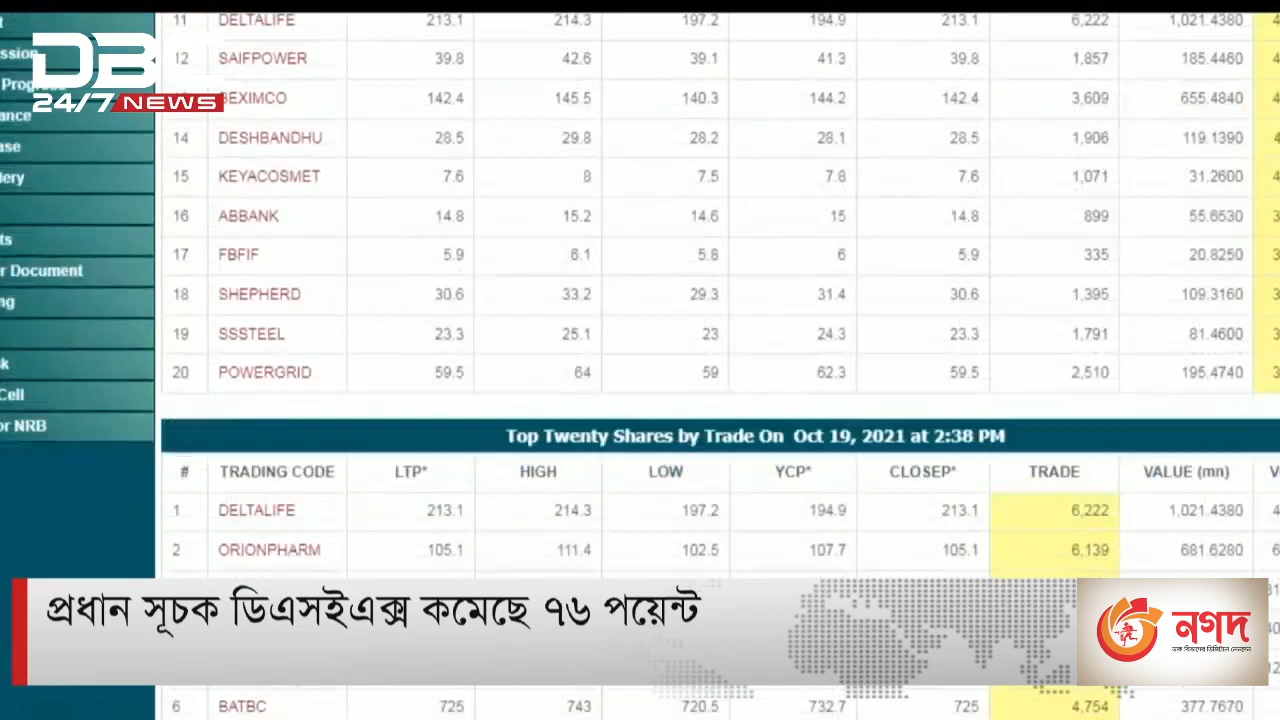 11 DELTALIFE 213.1 214.3 197.2 194.9 213.1 6,222 1,021.4380
12 SAIFPOWER 39.8 42.6 39.1 41.3 39.8 1,857 185.4460
BEXIMCO 142.4 145.5 140.3 144.2 142.4 3,609 655.4840
14 DESHBANDHU 28.5 29.8 28.2 28.1 28.5 1,906 119.1390
15 KEYACOSMET 7.6 8 7.5 7.8 7.6 1,071 31.2600
16 ABBANK 14.8 15.2 14.6 15 14.8 899 55.6530
17 FBFIF 5.9 6.1 5.8 6 5.9 335 20.8250
18 SHEPHERD 30.6 33.2 29.3 31.4 30.6 1,395 109.3160
19 SSSTEEL 23.3 25.1 23 24.3 23.3 1,791 81.4600
20 POWERGRID 59.5 64 59 62.3 59.5 2,510 195.4740
DBC
24/7 NEWS
r Document
Cell
or NRB
Top Twenty Shares by Trade On Oct 19, 2021 at 2:38 PM
# TRADING CODE LTP* HIGH LOW YCP* CLOSEP* TRADE VALUE (mn)
1 DELTALIFE 213.1 214.3 197.2 194.9 213.1 6,222 1,021.4380
2 ORIONPHARM 105.1 111.4 102.5 107.7 105.1 6,139 681.6280
প্রধান সূচক ডিএসইএক্স কমেছে ৭৬ পয়েন্ট
নগদ
ডাক বিভাগের ডিজিটাল লেনদেন
6 BATBC 725 743 720.5 732.7 725 4,754 377.7670